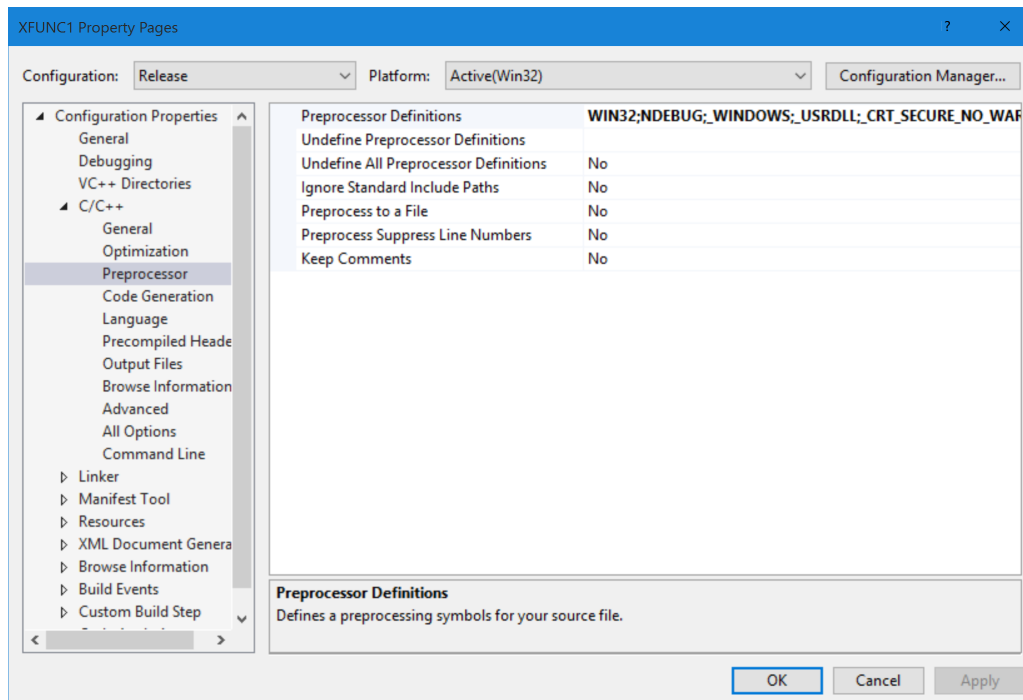 XFUNC1 Property Pages ? ×
Configuration: Release Platform: Active(Win32) Configuration Manager...
Configuration Properties
General
Debugging
VC++ Directories
C/C++
General
Optimization
Preprocessor
Code Generation
Language
Precompiled Heade
Output Files
Browse Information
Advanced
All Options
Command Line
Linker
Manifest Tool
Resources
XML Document Genera
Browse Information
Build Events
Custom Build Step
Preprocessor Definitions WIN32;NDEBUG;_WINDOWS;_USRDLL;_CRT_SECURE_NO_WAR
Undefine Preprocessor Definitions
Undefine All Preprocessor Definitions No
Ignore Standard Include Paths No
Preprocess to a File No
Preprocess Suppress Line Numbers No
Keep Comments No
Preprocessor Definitions
Defines a preprocessing symbols for your source file.
OK Cancel Apply